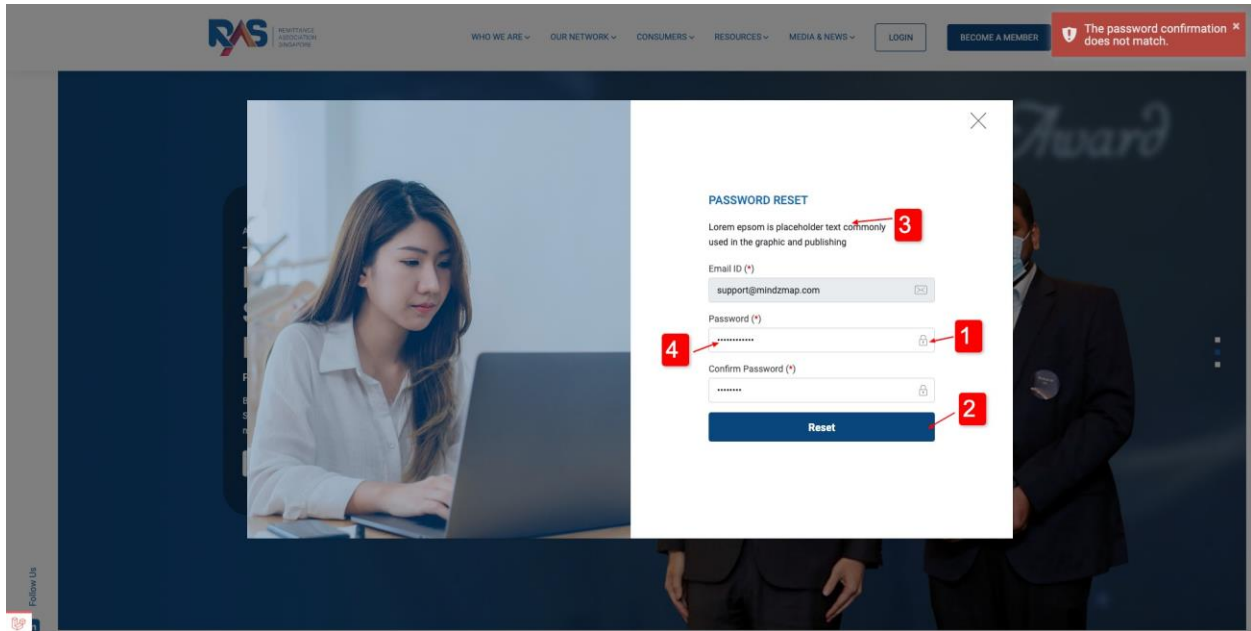 RAS
REMITTANCE
ASSOCIATION
SINGAPORE
WHO WE ARE
OUR NETWORK
CONSUMERS
RESOURCES
MEDIA & NEWS
LOGIN
BECOME A MEMBER
The password confirmation
does not match.
Award
PASSWORD RESET
Lorem epsom is placeholder text commonly
used in the graphic and publishing
3
Email ID (*)
support@mindzmap.com
Password (*)
••••••••••••
1
4
Confirm Password (*)
••••••••
2
Reset
Follow Us